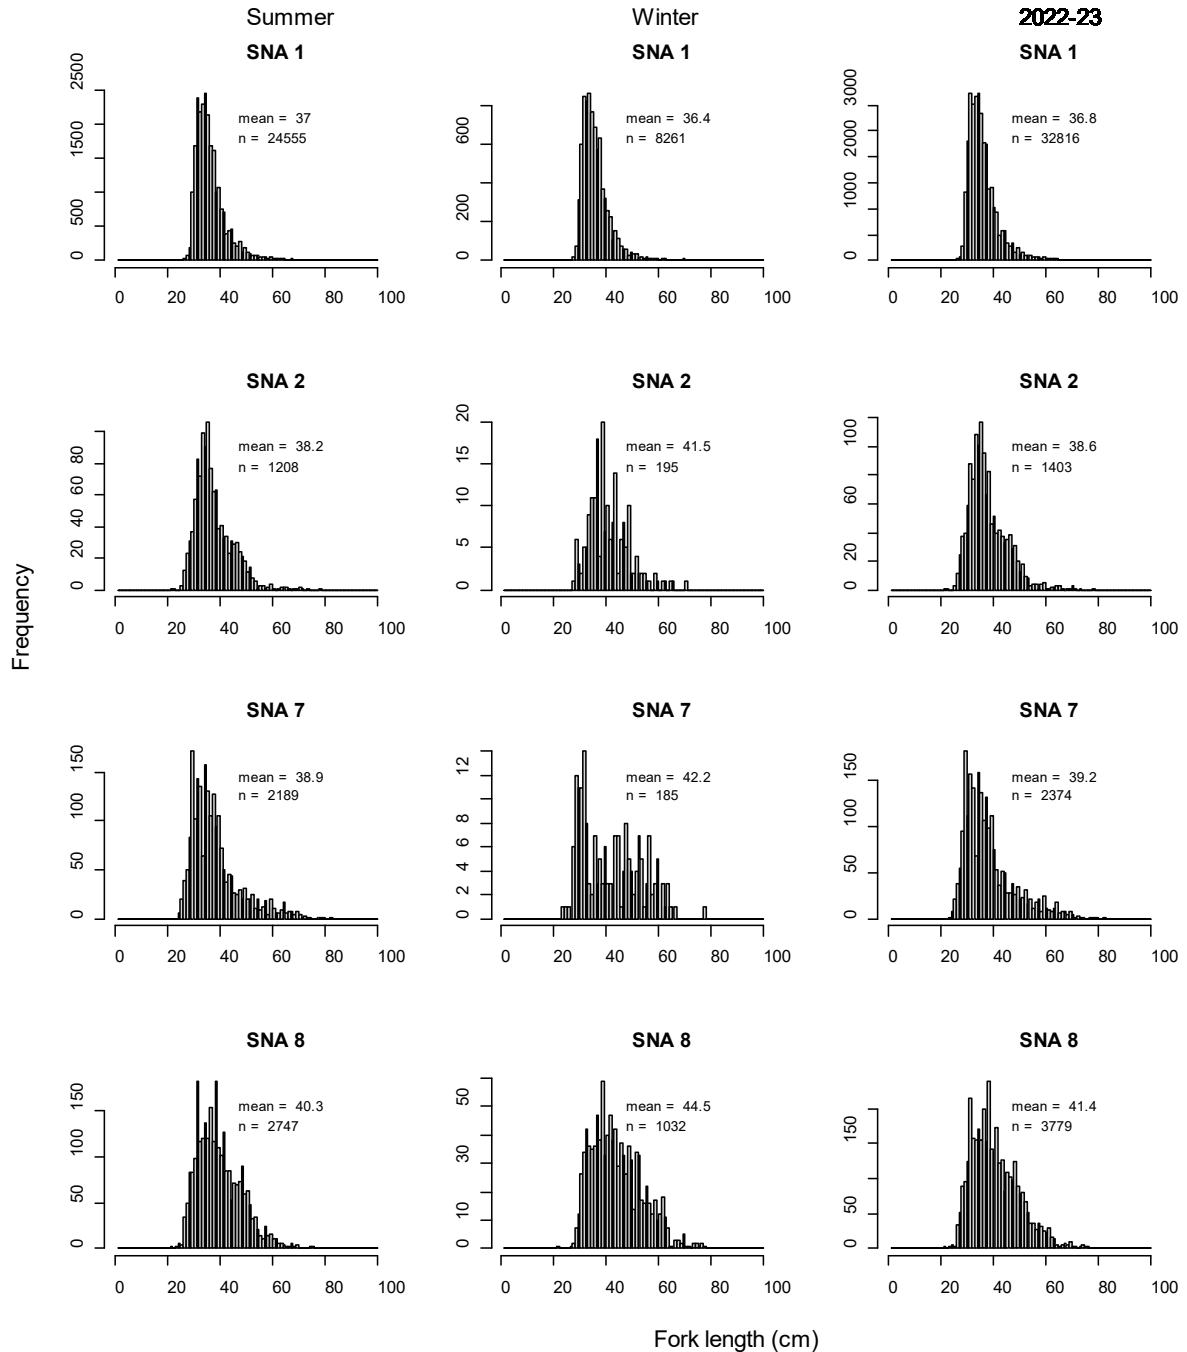 Summer Winter 2022-23
SNA 1 SNA 1 SNA 1
2500 1500 500 0
mean = 37
n = 24555
600 200 0
mean = 36.4
n = 8261
3000 2000 1000 0
mean = 36.8
n = 32816
0 20 40 60 80 100 0 20 40 60 80 100 0 20 40 60 80 100
SNA 2 SNA 2 SNA 2
80 60 40 20 0
mean = 38.2
n = 1208
20 15 10 5 0
mean = 41.5
n = 195
100 60 20 0
mean = 38.6
n = 1403
0 20 40 60 80 100 0 20 40 60 80 100 0 20 40 60 80 100
Frequency
SNA 7 SNA 7 SNA 7
150 100 50 0
mean = 38.9
n = 2189
12 8 6 4 2 0
mean = 42.2
n = 185
150 100 50 0
mean = 39.2
n = 2374
0 20 40 60 80 100 0 20 40 60 80 100 0 20 40 60 80 100
SNA 8 SNA 8 SNA 8
150 100 50 0
mean = 40.3
n = 2747
50 30 10 0
mean = 44.5
n = 1032
150 50 0
mean = 41.4
n = 3779
0 20 40 60 80 100 0 20 40 60 80 100 0 20 40 60 80 100
Fork length (cm)